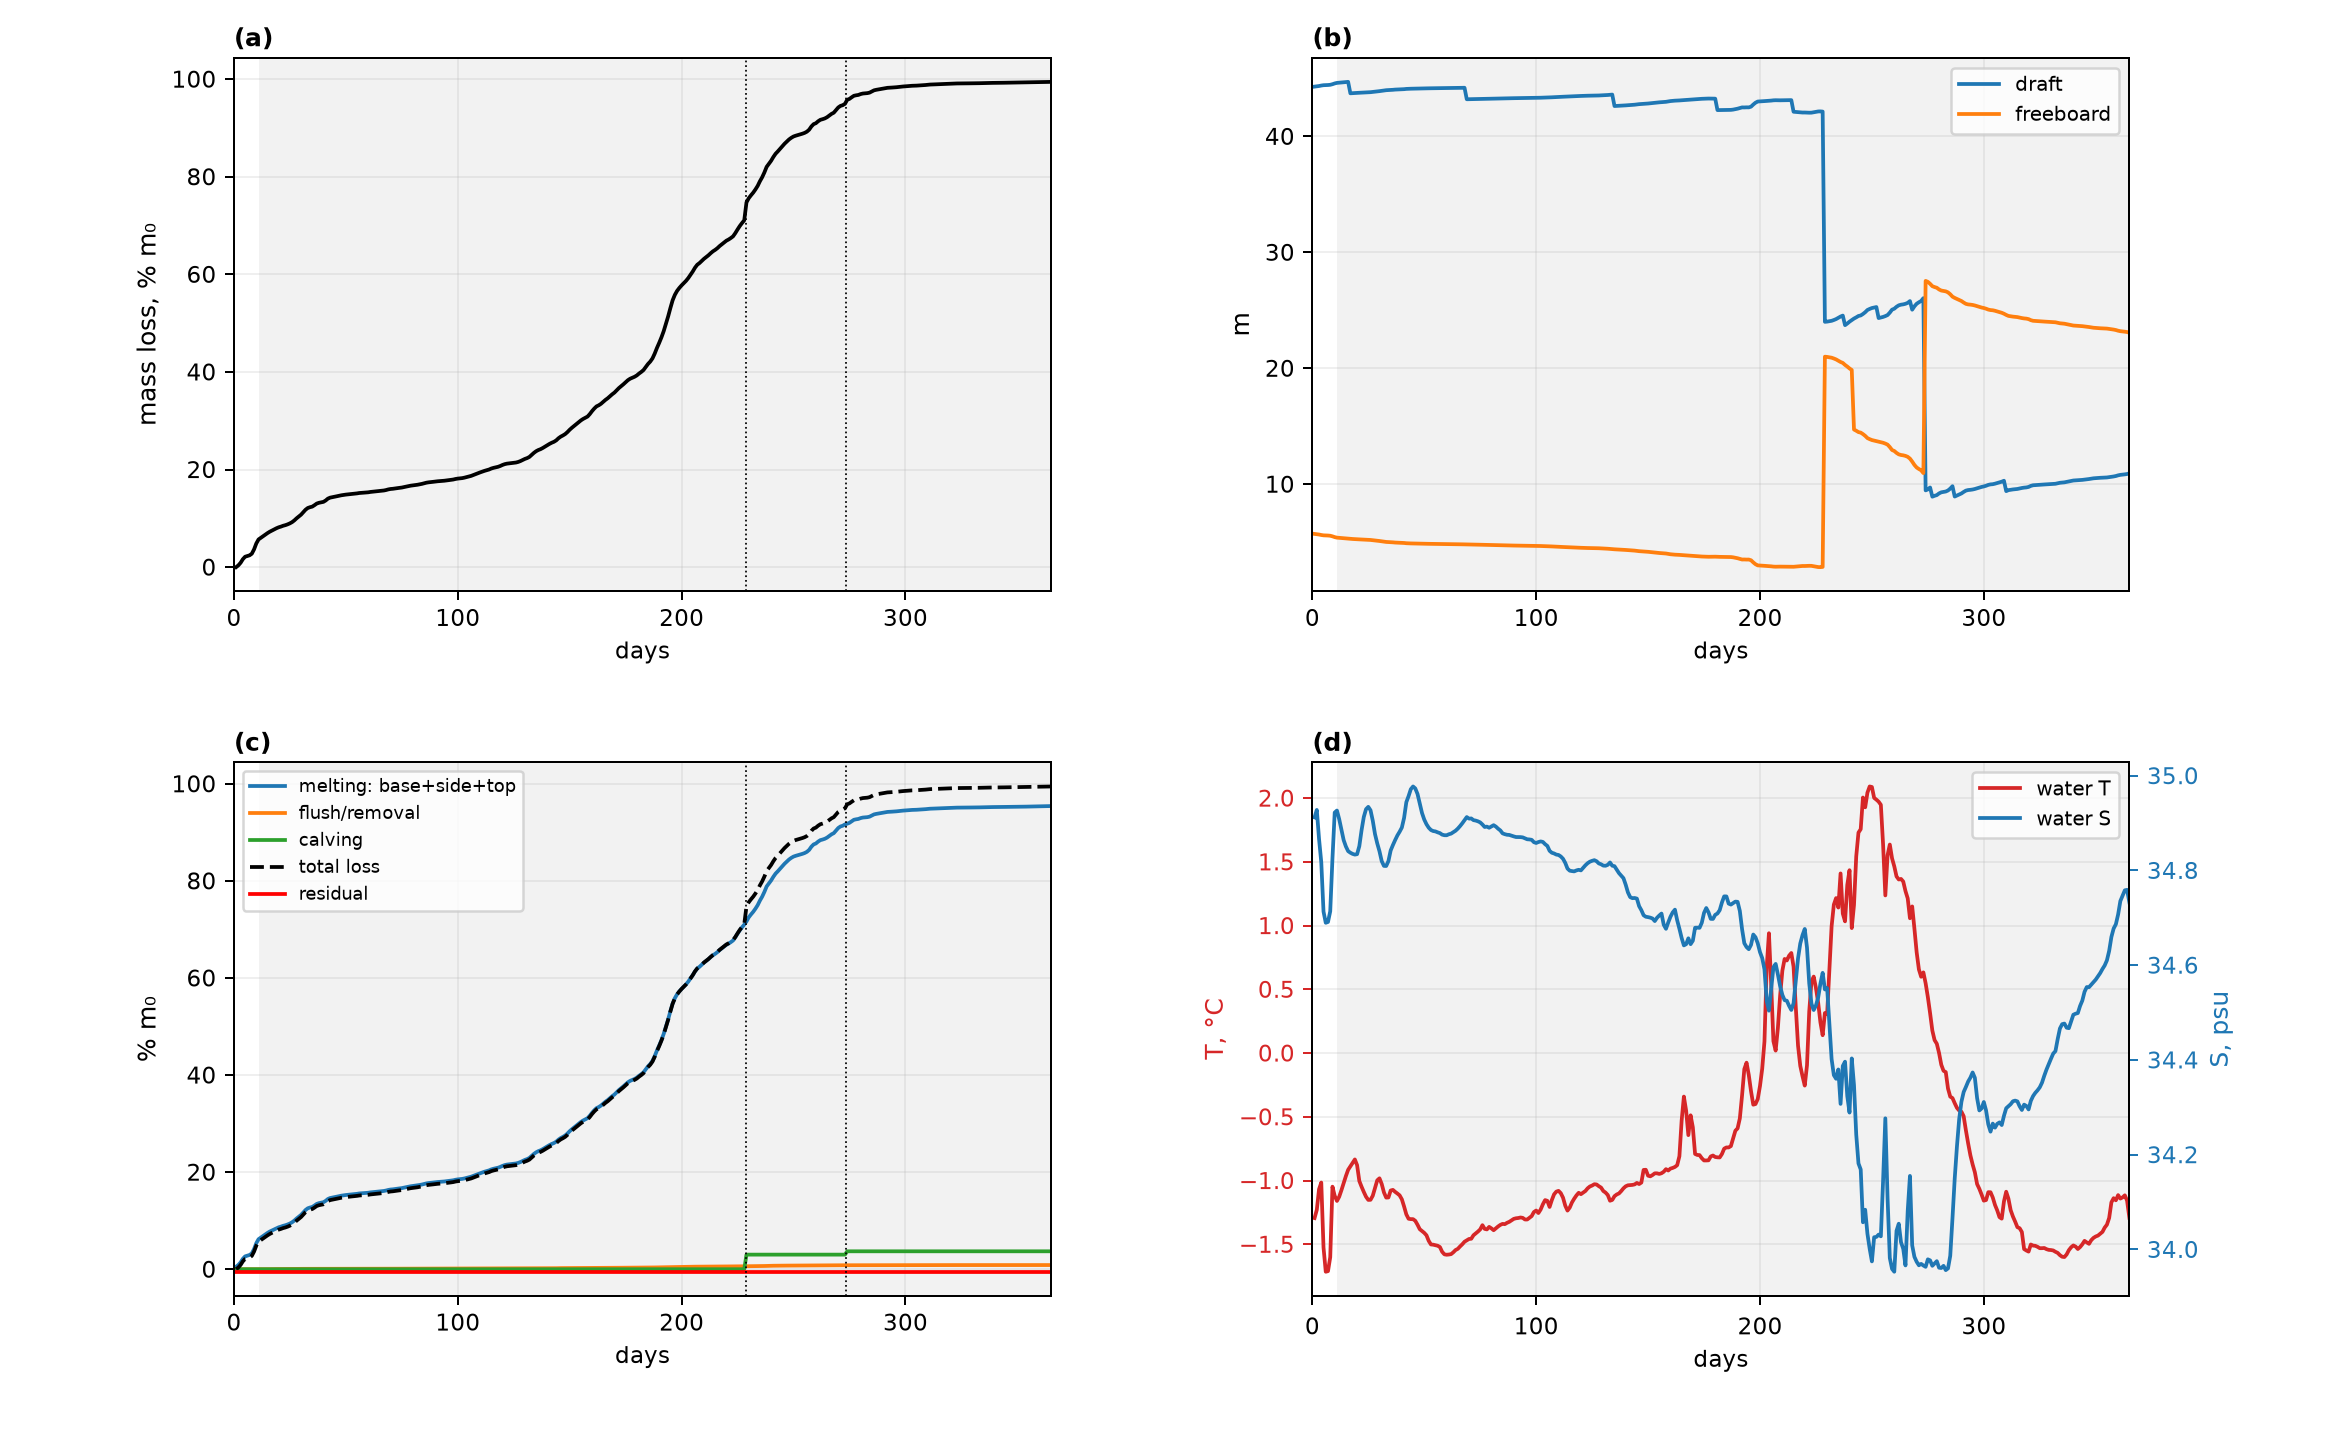 (a)
100
80
60
40
20
0
mass loss, % m₀
0 100 200 300
days
(b)
draft
freeboard
40
30
20
10
m
0 100 200 300
days
(c)
melting: base+side+top
flush/removal
calving
total loss
residual
100
80
60
40
20
0
% m₀
0 100 200 300
days
(d)
water T
water S
2.0
1.5
1.0
0.5
0.0
−0.5
−1.0
−1.5
T, °C
35.0
34.8
34.6
34.4
34.2
34.0
S, psu
0 100 200 300
days